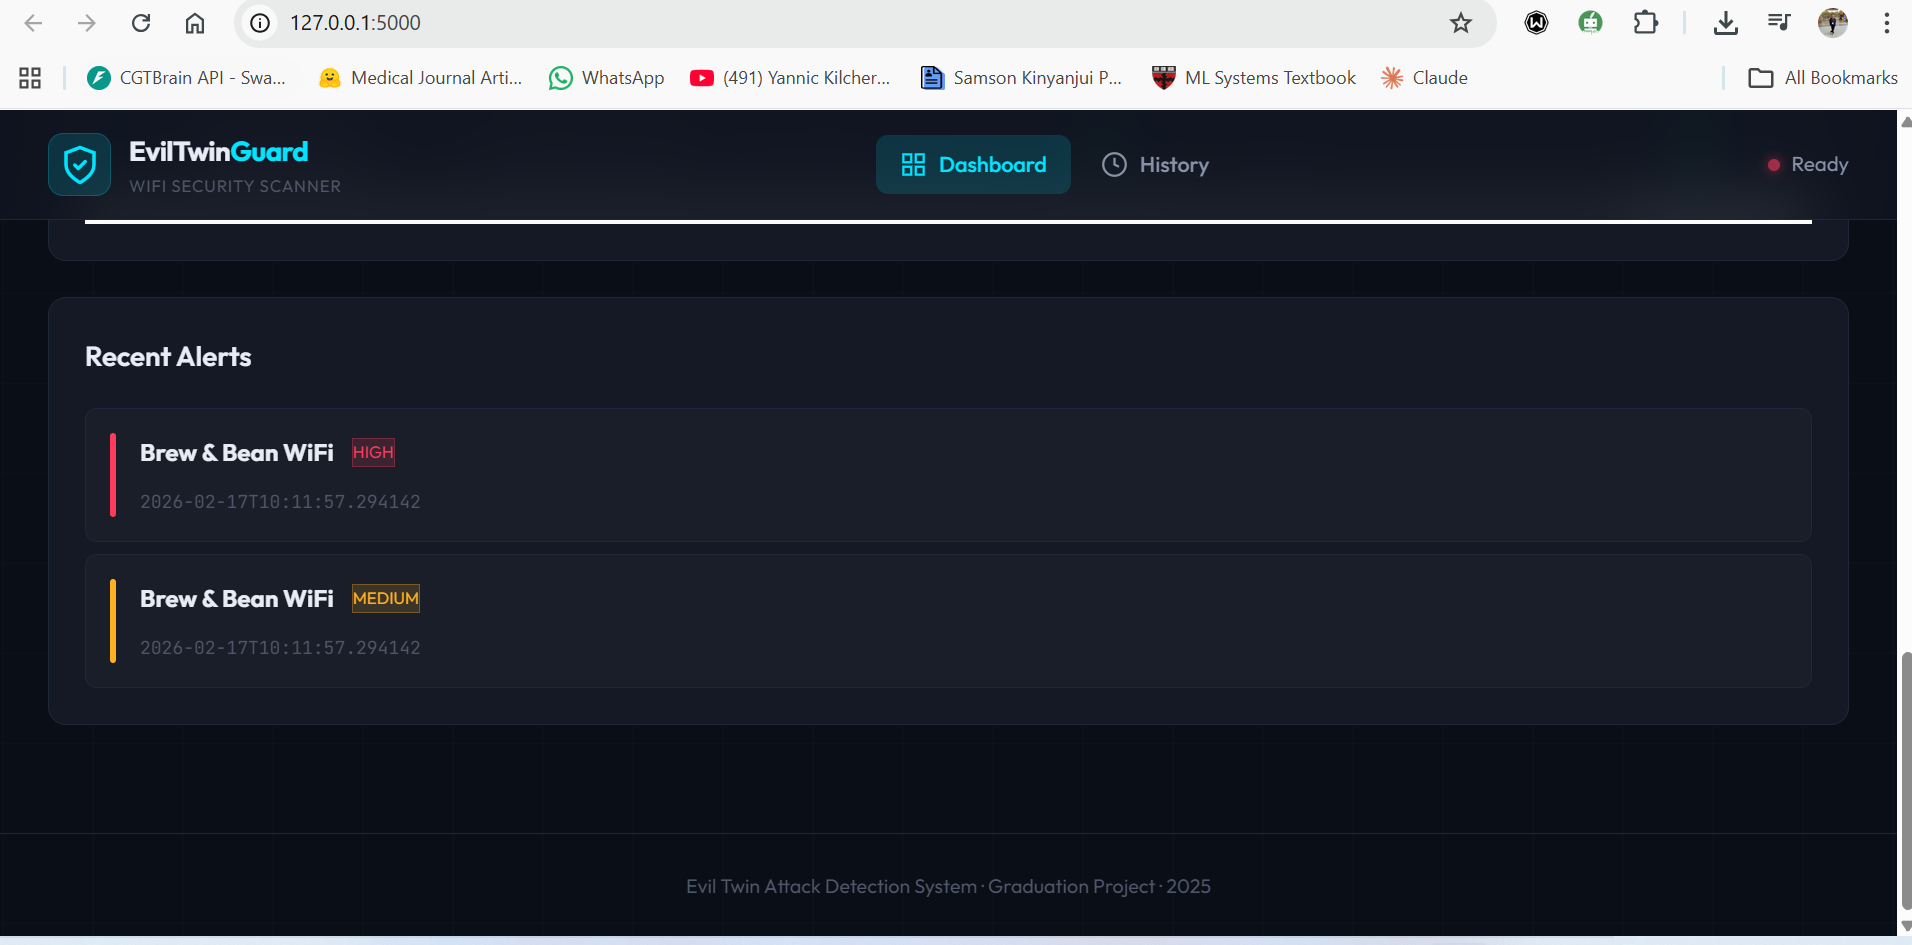 127.0.0.1:5000
CGTBrain API - Swa...
Medical Journal Arti...
WhatsApp
(491) Yannic Kilcher...
Samson Kinyanjui P...
ML Systems Textbook
Claude
All Bookmarks
EvilTwinGuard
WIFI SECURITY SCANNER
Dashboard
History
Ready
Recent Alerts
Brew & Bean WiFi HIGH
2026-02-17T10:11:57.294142
Brew & Bean WiFi MEDIUM
2026-02-17T10:11:57.294142
Evil Twin Attack Detection System · Graduation Project · 2025